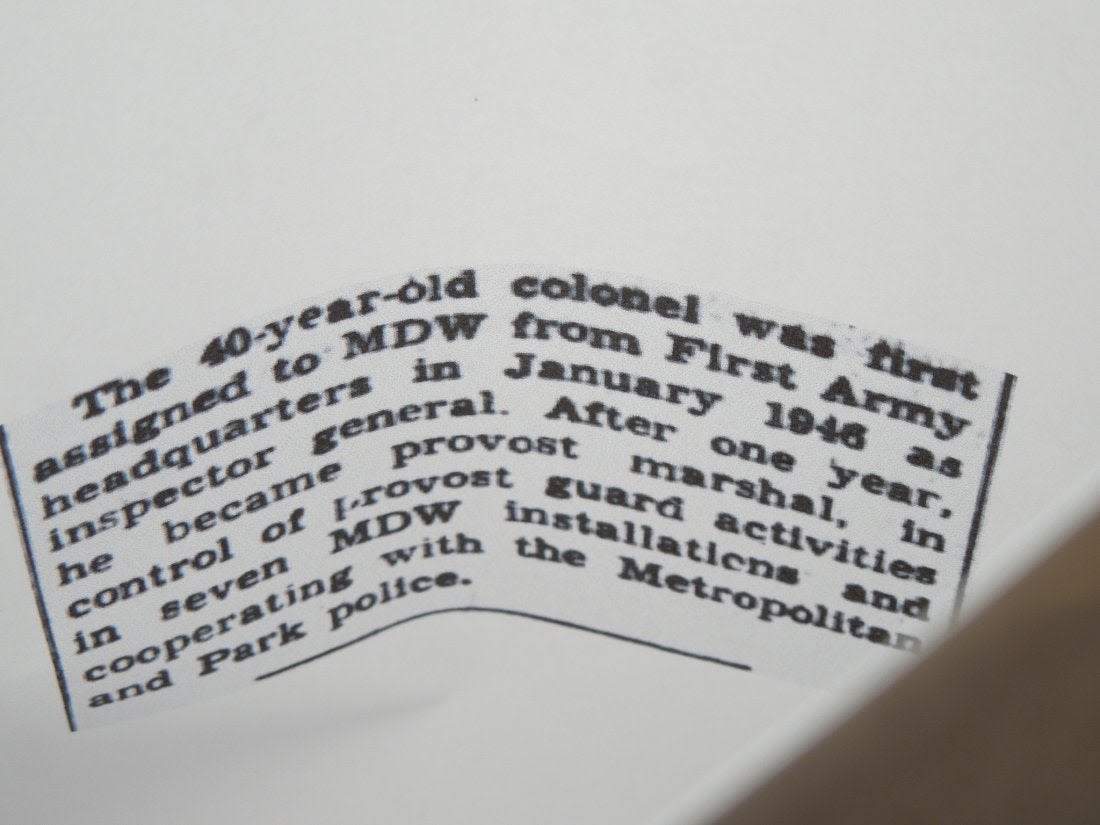 The 40-year-old colonel was first
assigned to MDW from First Army
headquarters in January 1946 as
inspector general. After one year,
he became provost marshal, in
control of provost guard activities
in seven MDW installations and
cooperating with the Metropolitan
and Park police.